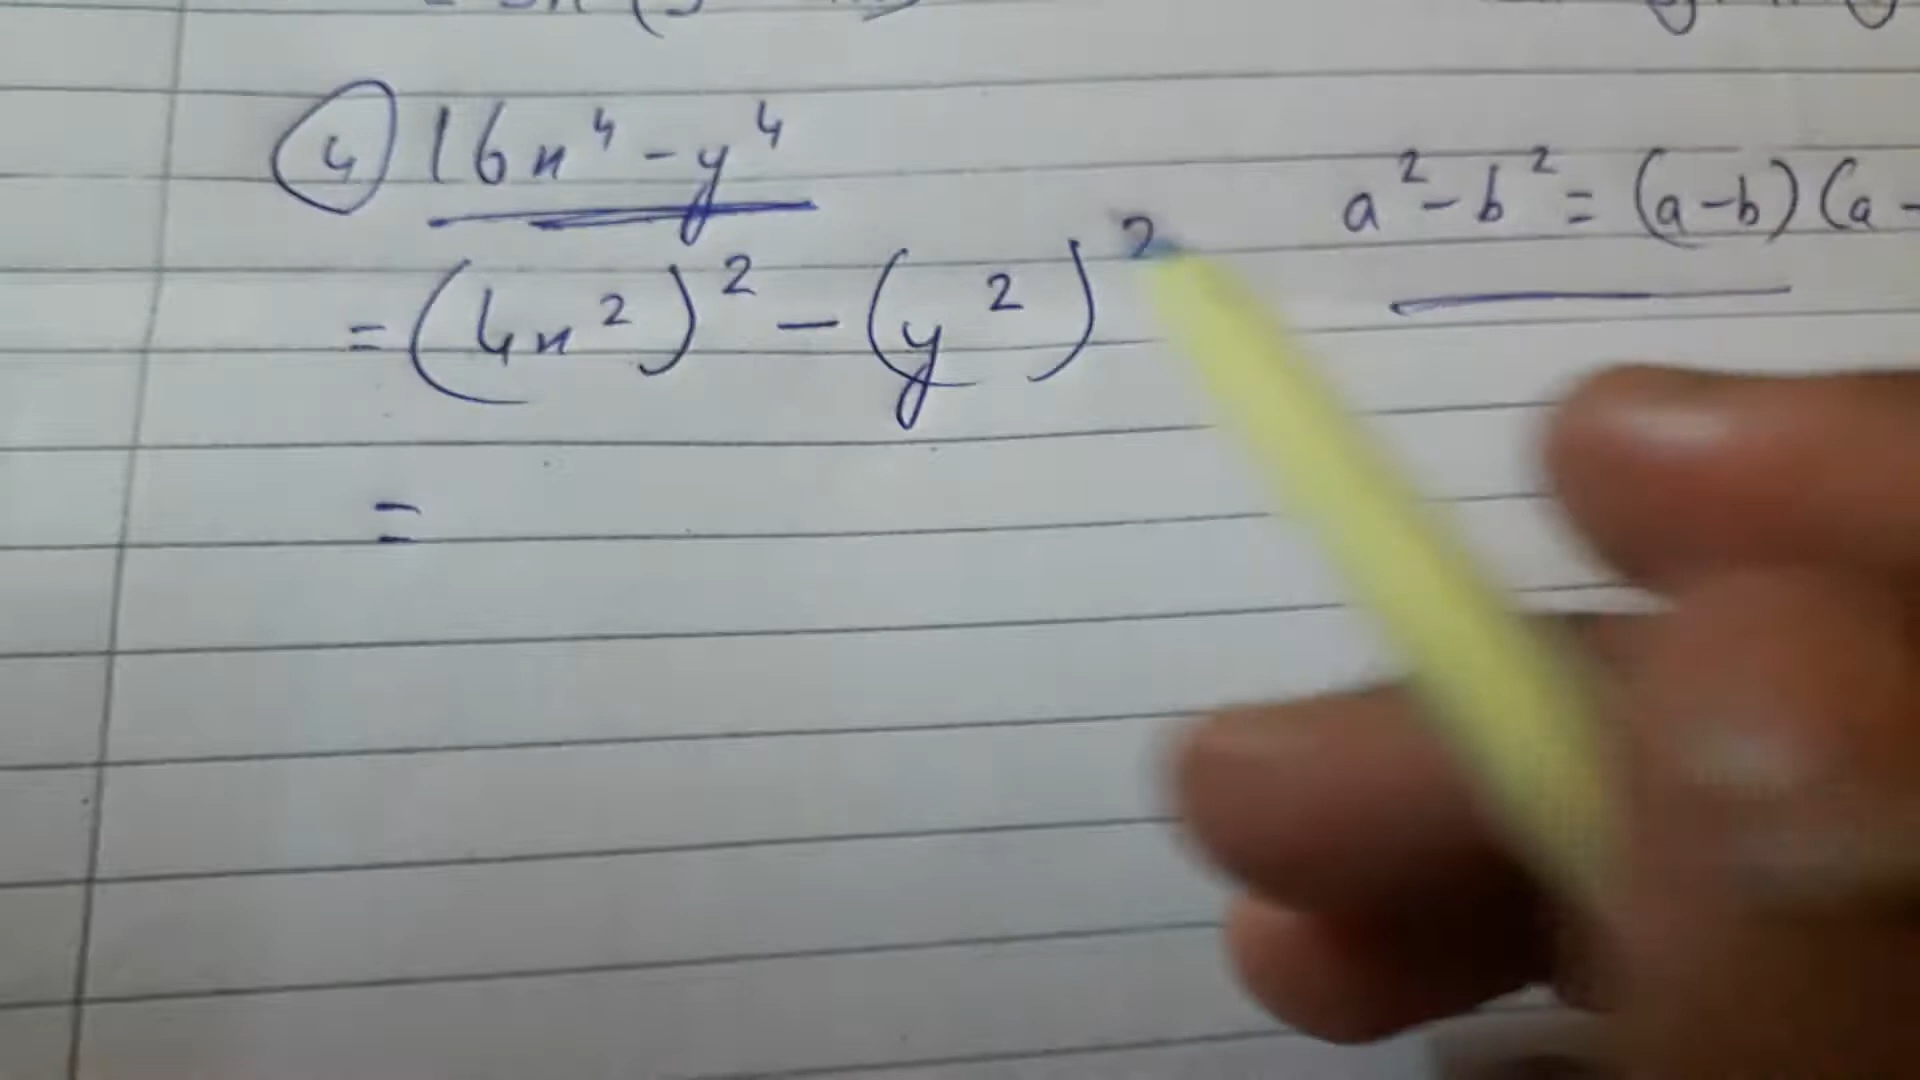 ④ 16x⁴ - y⁴
a² - b² = (a-b)(a-
= (4x²)² - (y²)²
=